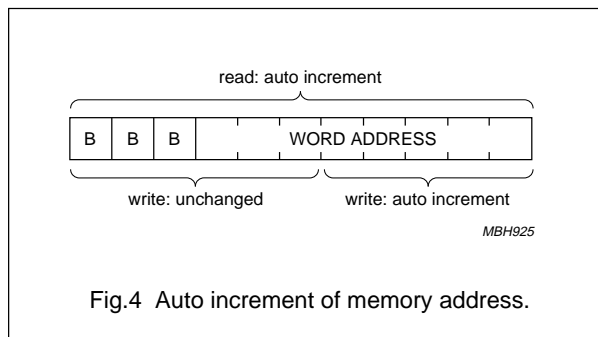 read: auto increment
B B B WORD ADDRESS
write: unchanged write: auto increment
MBH925
Fig.4 Auto increment of memory address.